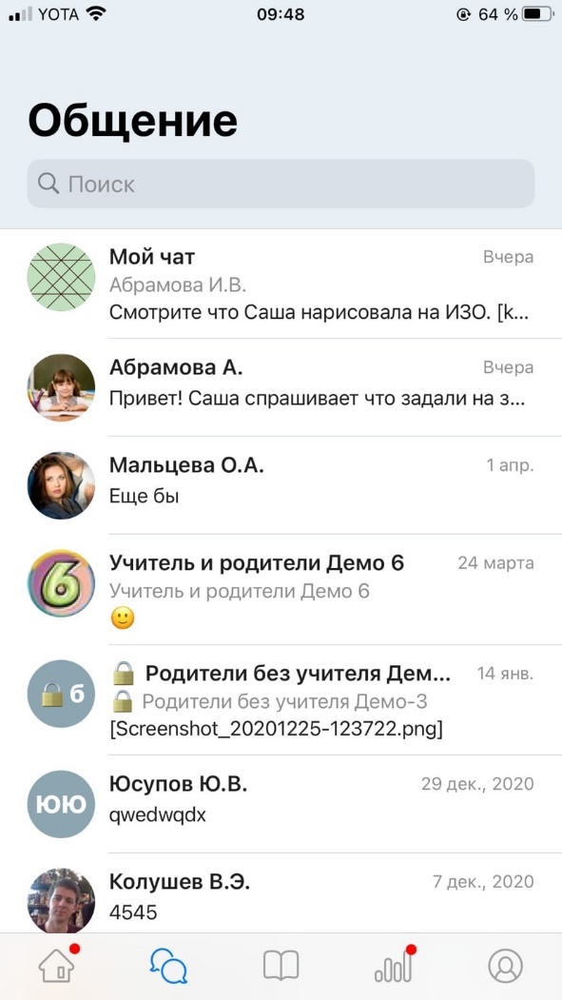 YOTA 09:48 64 %
Общение
Поиск
Мой чат Вчера
Абрамова И.В.
Смотрите что Саша нарисовала на ИЗО. [k...
Абрамова А. Вчера
Привет! Саша спрашивает что задали на з...
Мальцева О.А. 1 апр.
Еще бы
6
Учитель и родители Демо 6 24 марта
Учитель и родители Демо 6
б
Родители без учителя Дем... 14 янв.
Родители без учителя Демо-3
[Screenshot_20201225-123722.png]
ЮЮ
Юсупов Ю.В. 29 дек., 2020
qwedwqdx
Колушев В.Э. 7 дек., 2020
4545